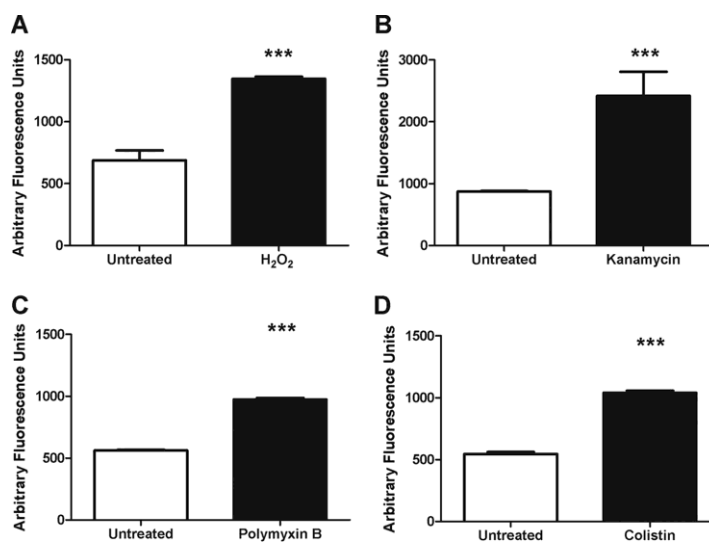 A
Arbitrary Fluorescence Units
1500
1000
500
0
***
Untreated
H₂O₂
B
Arbitrary Fluorescence Units
3000
2000
1000
0
***
Untreated
Kanamycin
C
Arbitrary Fluorescence Units
1500
1000
500
0
***
Untreated
Polymyxin B
D
Arbitrary Fluorescence Units
1500
1000
500
0
***
Untreated
Colistin